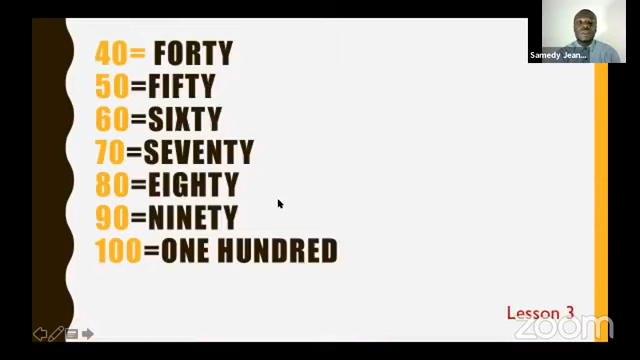 40= FORTY
50=FIFTY
60=SIXTY
70=SEVENTY
80=EIGHTY
90=NINETY
100=ONE HUNDRED
Samedy Jean...
Lesson 3
zoom